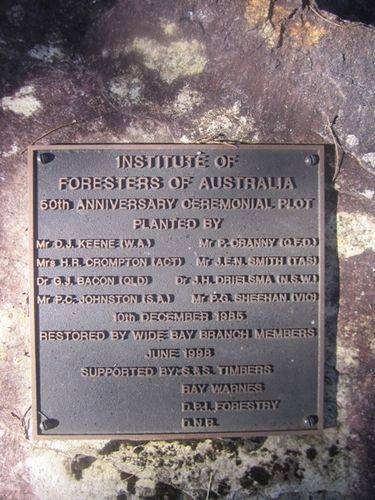 INSTITUTE OF
FORESTERS OF AUSTRALIA
50th ANNIVERSARY CEREMONIAL PLOT
PLANTED BY
Mr D.J. KEENE (W.A.) Mr P. CRANNY (Q.F.D.)
Mrs H.R. CROMPTON (ACT) Mr J.E.N. SMITH (TAS)
Dr G.J. BACON (QLD) Dr J.H. DRIELSMA (N.S.W.)
Mr P.C. JOHNSTON (S.A.) Mr P.G. SHEEHAN (VIC)
10th DECEMBER 1985
RESTORED BY WIDE BAY BRANCH MEMBERS
JUNE 1998
SUPPORTED BY: S.&S. TIMBERS
RAY WARNES
D.P.I. FORESTRY
D.N.R.